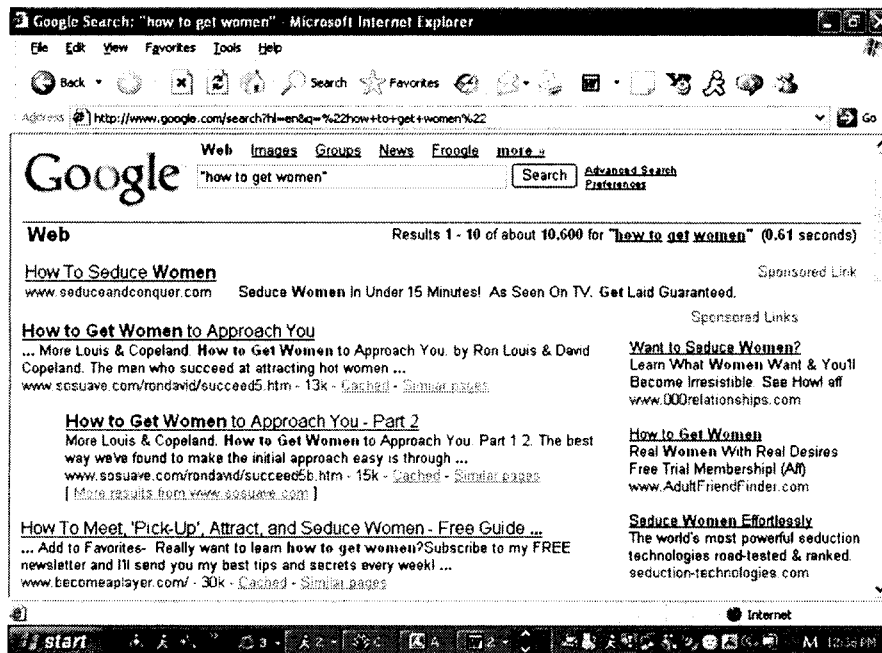 Google Search: "how to get women" - Microsoft Internet Explorer
File Edit View Favorites Tools Help
Back Search Favorites
Address http://www.google.com/search?hl=en&q=%22how+to+get+women%22 Go
Google
Web Images Groups News Froogle more »
"how to get women" Search Advanced Search
Preferences
Web Results 1 - 10 of about 10,600 for "how to get women" (0.61 seconds)
How To Seduce Women Sponsored Link
www.seduceandconquer.com Seduce Women In Under 15 Minutes! As Seen On TV. Get Laid Guaranteed.
How to Get Women to Approach You
... More Louis & Copeland. How to Get Women to Approach You. by Ron Louis & David
Copeland. The men who succeed at attracting hot women ...
www.sosuave.com/rondavid/succeed5.htm - 13k - Cached - Similar pages
How to Get Women to Approach You - Part 2
More Louis & Copeland. How to Get Women to Approach You. Part 1 2. The best
way we've found to make the initial approach easy is through ...
www.sosuave.com/rondavid/succeed5b.htm - 15k - Cached - Similar pages
[ More results from www.sosuave.com ]
How To Meet, 'Pick-Up', Attract, and Seduce Women - Free Guide ...
... Add to Favorites- Really want to learn how to get women?Subscribe to my FREE
newsletter and I'll send you my best tips and secrets every week! ...
www.becomeaplayer.com/ - 30k - Cached - Similar pages
Sponsored Links
Want to Seduce Women?
Learn What Women Want & You'll
Become Irresistible. See How! aff
www.000relationships.com
How to Get Women
Real Women With Real Desires
Free Trial Membership! (Aff)
www.AdultFriendFinder.com
Seduce Women Effortlessly
The world's most powerful seduction
technologies road-tested & ranked.
seduction-technologies.com
Internet
start 3 2 4 2 M 12:36 PM